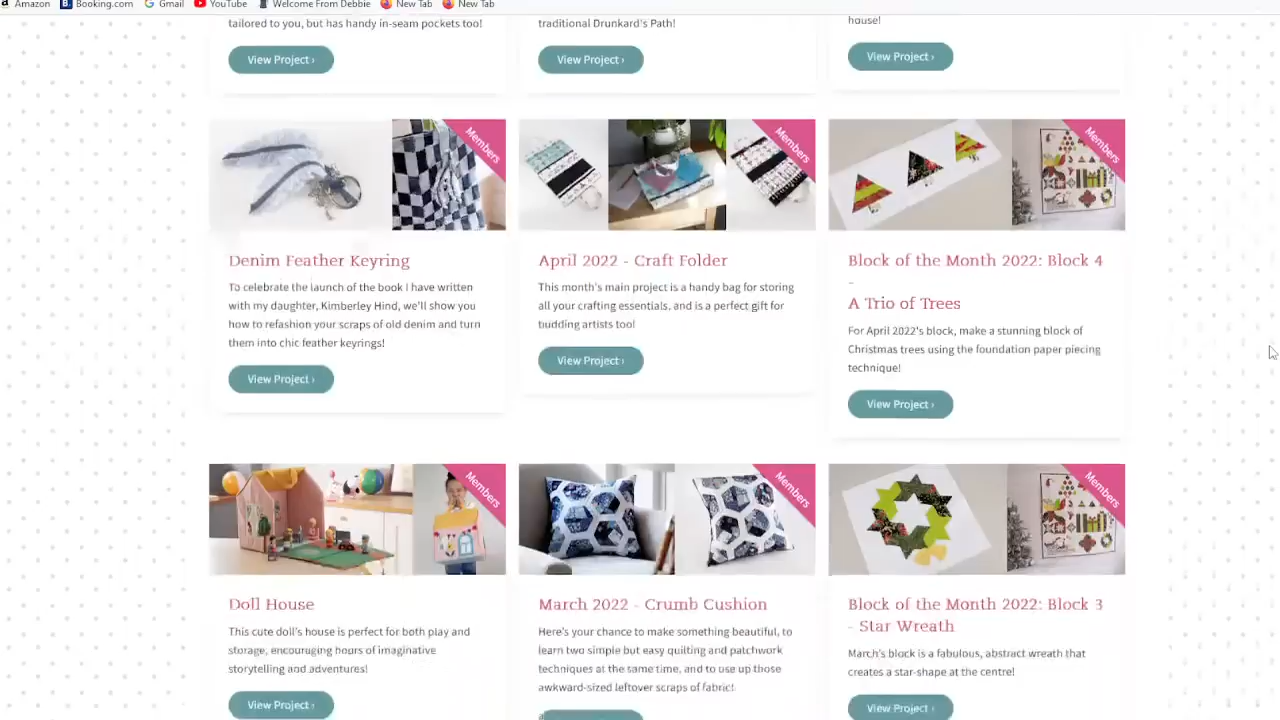 Amazon Booking.com Gmail YouTube Welcome From Debbie New Tab New Tab
tailored to you, but has handy in-seam pockets too!
View Project ›
traditional Drunkard's Path!
View Project ›
house!
View Project ›
Members
Denim Feather Keyring
To celebrate the launch of the book I have written
with my daughter, Kimberley Hind, we'll show you
how to refashion your scraps of old denim and turn
them into chic feather keyrings!
View Project ›
Members
April 2022 - Craft Folder
This month's main project is a handy bag for storing
all your crafting essentials, and is a perfect gift for
budding artists too!
View Project ›
Members
Block of the Month 2022: Block 4
-
A Trio of Trees
For April 2022's block, make a stunning block of
Christmas trees using the foundation paper piecing
technique!
View Project ›
Members
Doll House
This cute doll's house is perfect for both play and
storage, encouraging hours of imaginative
storytelling and adventures!
View Project ›
Members
March 2022 - Crumb Cushion
Here's your chance to make something beautiful, to
learn two simple but easy quilting and patchwork
techniques at the same time, and to use up those
awkward-sized leftover scraps of fabric!
Members
Block of the Month 2022: Block 3
- Star Wreath
March's block is a fabulous, abstract wreath that
creates a star-shape at the centre!
View Project ›